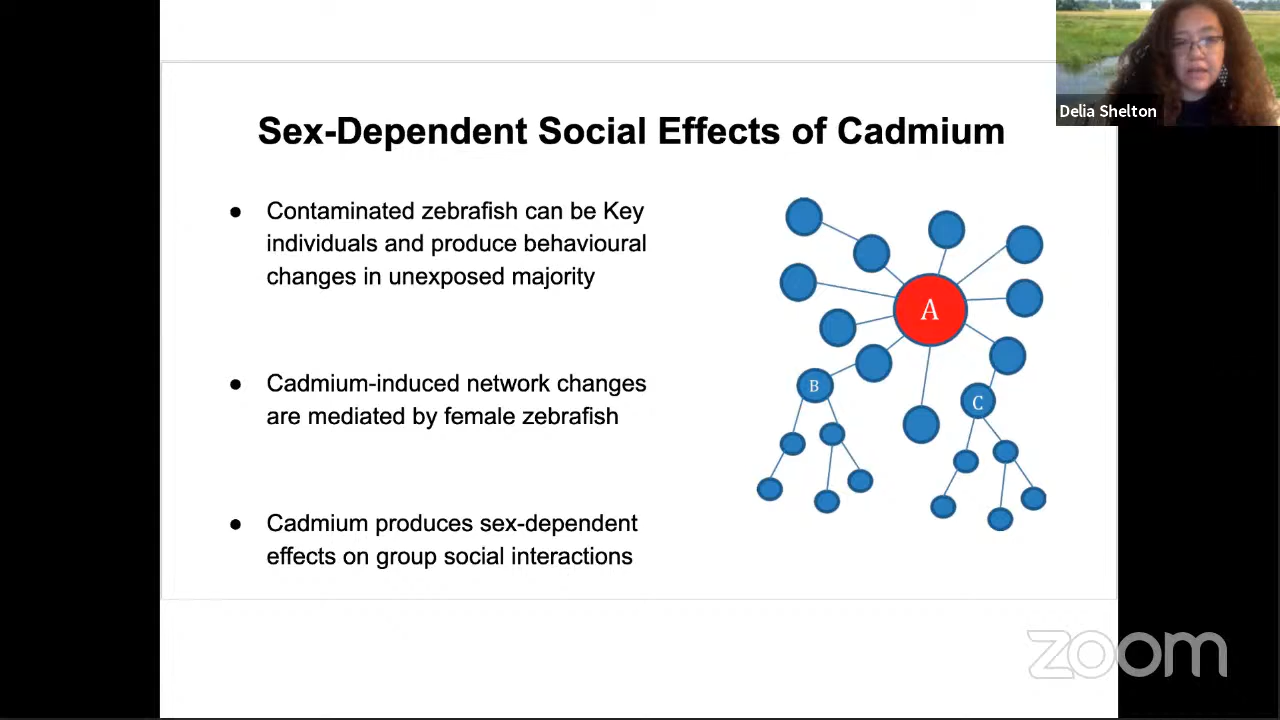 Delia Shelton
Sex-Dependent Social Effects of Cadmium
● Contaminated zebrafish can be Key
individuals and produce behavioural
changes in unexposed majority
● Cadmium-induced network changes
are mediated by female zebrafish
● Cadmium produces sex-dependent
effects on group social interactions
A
B
C
zoom